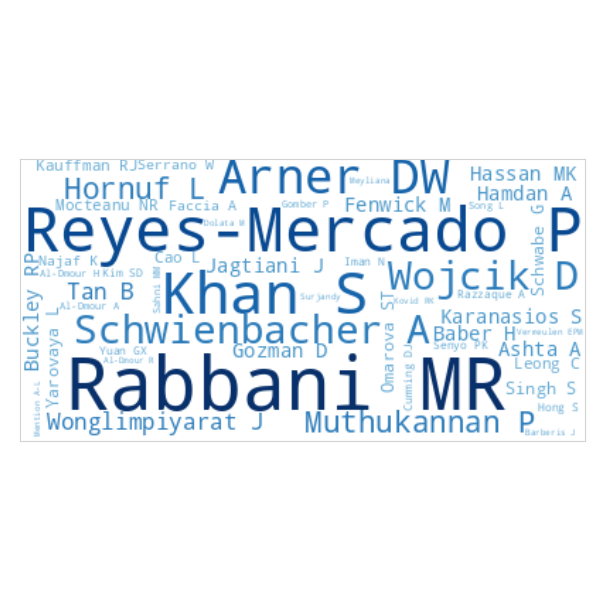 Kauffman RJ
Serrano W
Arner DW
Meyliana
Hassan MK
Hornuf L
Hamdan A
Mocteanu NR
Faccia A
Gomber P
Fenwick M
Song L
Reyes-Mercado P
Dolata M
Schwabe G
Najaf K
Cao L
Jagtiani J
Iman N
Wojcik D
Al-Dmour H
Kim SD
Sahni MM
Khan S
Surjandy
Tan B
Buckley RP
Omarova ST
Kovid RK
Razzaque A
Al-Dmour A
Yarovaya L
Schwienbacher A
Karanasios S
Baber H
Vermeulen EPM
Yuan GX
Gozman D
Senyo PK
Ashta A
Al-Dmour R
Rabbani MR
Cumming DJ
Leong C
Singh S
Mention A-L
Wonglimpiyarat J
Muthukannan P
Hong S
Barberis J